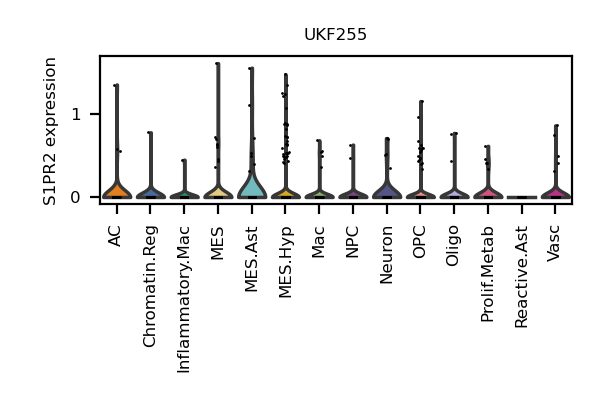 UKF255
S1PR2 expression
1
0
AC
Chromatin.Reg
Inflammatory.Mac
MES
MES.Ast
MES.Hyp
Mac
NPC
Neuron
OPC
Oligo
Prolif.Metab
Reactive.Ast
Vasc